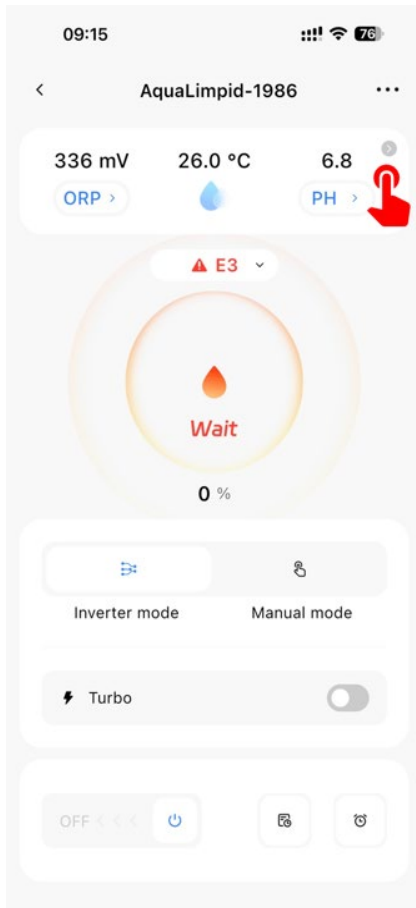 09:15 76
AquaLimpid-1986
336 mV 26.0 °C 6.8
ORP PH
E3
Wait
0 %
Inverter mode Manual mode
Turbo
OFF